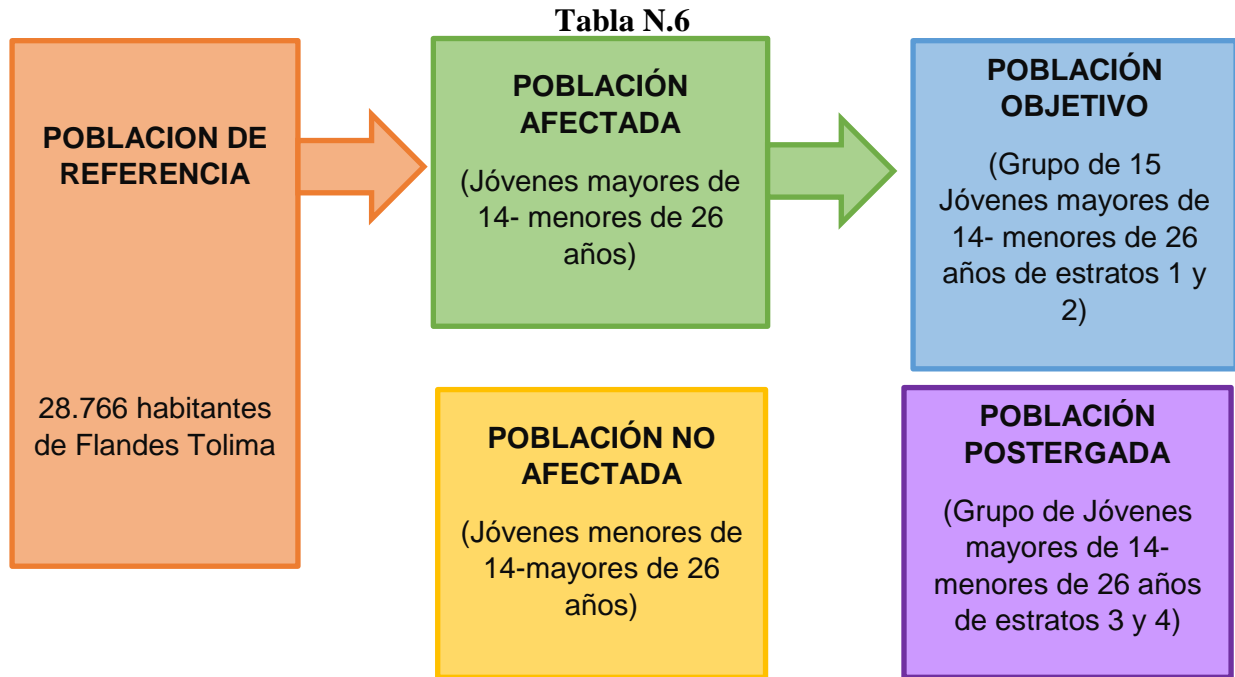 Tabla N.6
POBLACION DE
REFERENCIA
28.766 habitantes
de Flandes Tolima
POBLACIÓN
AFECTADA
(Jóvenes mayores de
14- menores de 26
años)
POBLACIÓN
OBJETIVO
(Grupo de 15
Jóvenes mayores de
14- menores de 26
años de estratos 1 y
2)
POBLACIÓN NO
AFECTADA
(Jóvenes menores de
14-mayores de 26
años)
POBLACIÓN
POSTERGADA
(Grupo de Jóvenes
mayores de 14-
menores de 26 años
de estratos 3 y 4)